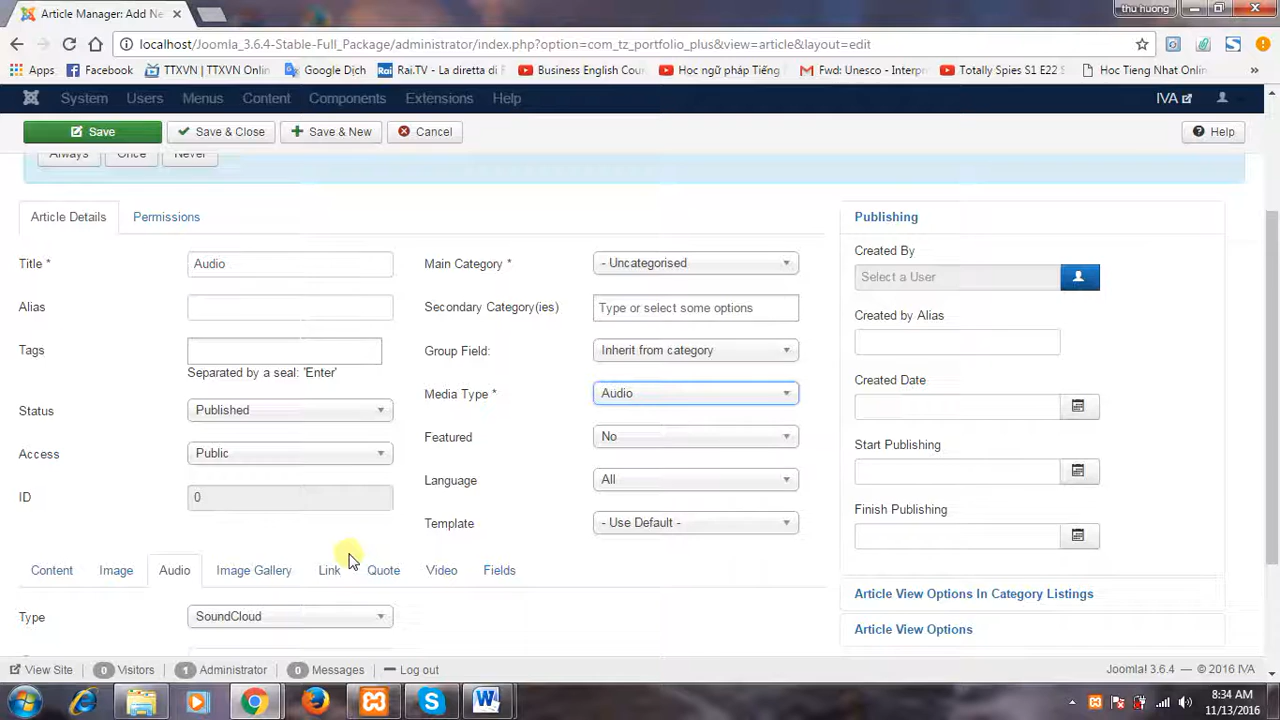 thu huong
Article Manager: Add Ne
localhost/Joomla_3.6.4-Stable-Full_Package/administrator/index.php?option=com_tz_portfolio_plus&view=article&layout=edit
Apps Facebook TTXVN | TTXVN Onli Google Dịch Rai.TV - La diretta di Business English Cou Học ngữ pháp Tiếng Fwd: Unesco - Interpr Totally Spies S1 E22 Hoc Tieng Nhat Onlin »
System Users Menus Content Components Extensions Help IVA
Save Save & Close Save & New Cancel Help
Always Once Never
Article Details Permissions Publishing
Title * Audio Main Category * - Uncategorised Created By
Select a User
Alias Secondary Category(ies) Type or select some options Created by Alias
Tags Group Field: Inherit from category
Separated by a seal: 'Enter' Created Date
Media Type * Audio
Status Published
Featured No Start Publishing
Access Public
Language All
ID 0 Finish Publishing
Template - Use Default -
Content Image Audio Image Gallery Link Quote Video Fields
Article View Options In Category Listings
Type SoundCloud
Article View Options
View Site 0 Visitors 1 Administrator 0 Messages Log out Joomla! 3.6.4 — © 2016 IVA
8:34 AM
11/13/2016